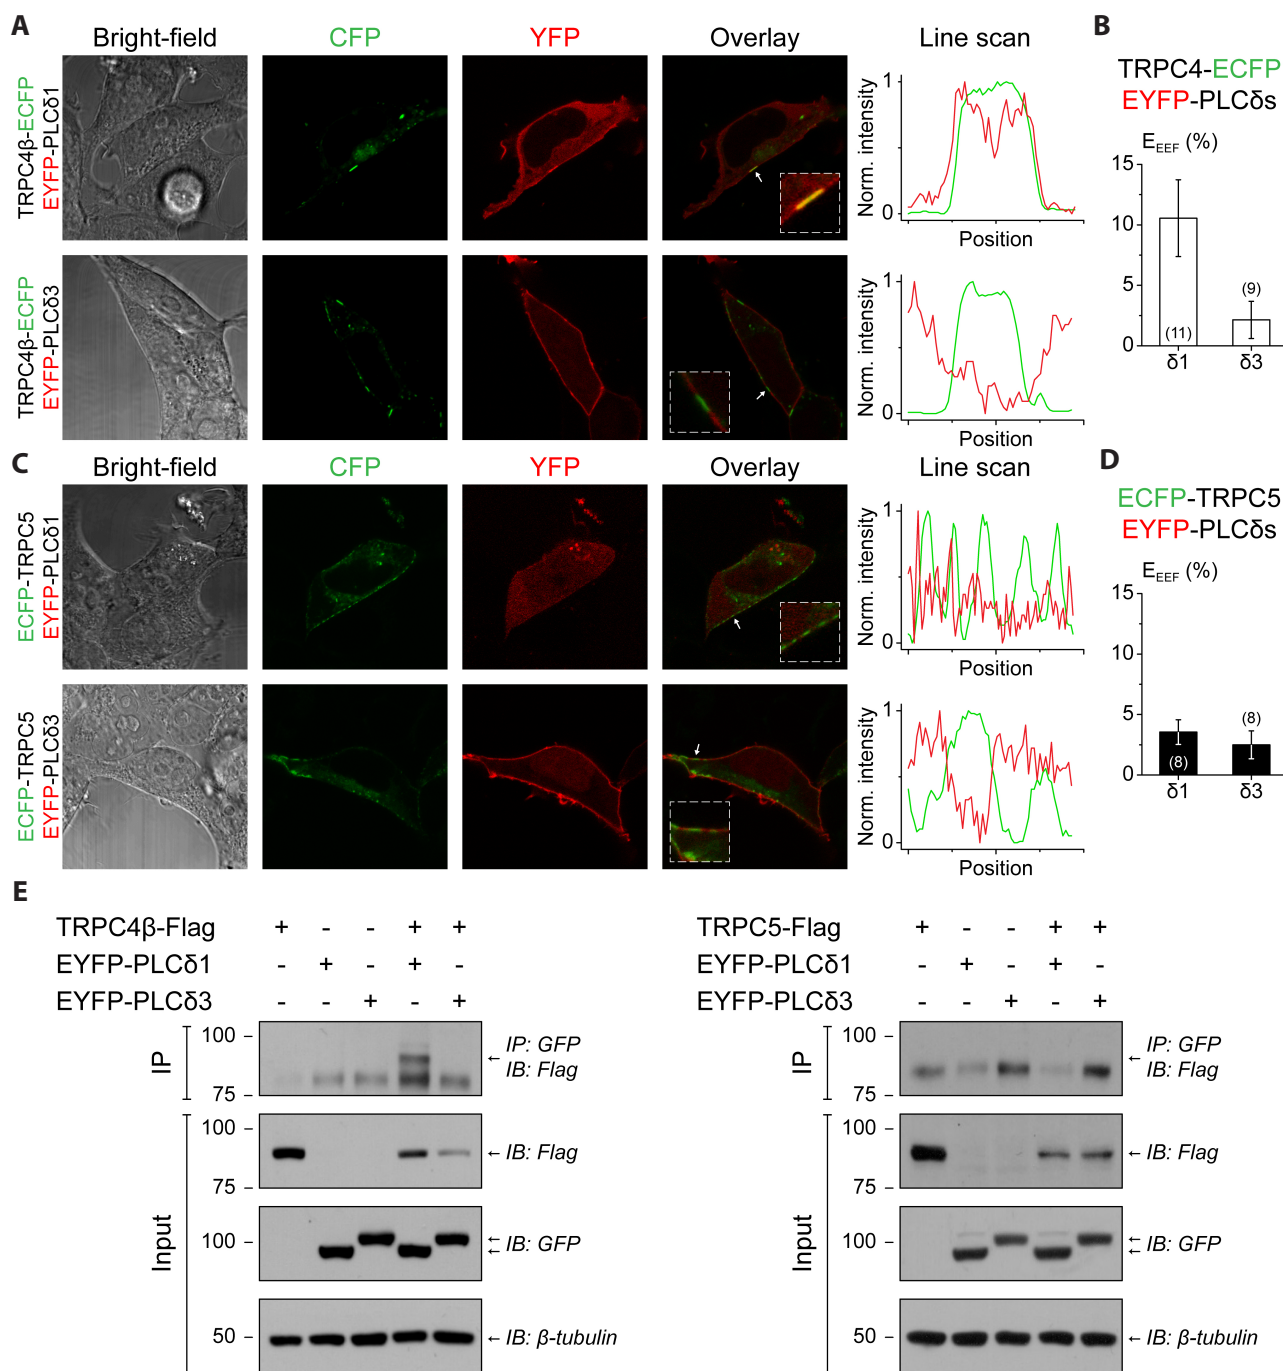 A
Bright-field CFP YFP Overlay Line scan
TRPC4β-ECFP
EYFP-PLCδ1
Norm. intensity
1
0
Position
TRPC4β-ECFP
EYFP-PLCδ3
Norm. intensity
1
0
Position
B
TRPC4-ECFP
EYFP-PLCδs
EEEF (%)
15
10
5
0
(11)
(9)
δ1 δ3
C
Bright-field CFP YFP Overlay Line scan
ECFP-TRPC5
EYFP-PLCδ1
Norm. intensity
1
0
Position
ECFP-TRPC5
EYFP-PLCδ3
Norm. intensity
1
0
Position
D
ECFP-TRPC5
EYFP-PLCδs
EEEF (%)
15
10
5
0
(8)
(8)
δ1 δ3
E
TRPC4β-Flag + - - + +
EYFP-PLCδ1 - + - + -
EYFP-PLCδ3 - - + - +
IP
100 –
75 –
← IP: GFP
IB: Flag
Input
100 –
75 –
← IB: Flag
100 –
← IB: GFP
←
50 –
← IB: β-tubulin
TRPC5-Flag + - - + +
EYFP-PLCδ1 - + - + -
EYFP-PLCδ3 - - + - +
IP
100 –
75 –
← IP: GFP
IB: Flag
Input
100 –
75 –
← IB: Flag
100 –
← IB: GFP
←
50 –
← IB: β-tubulin